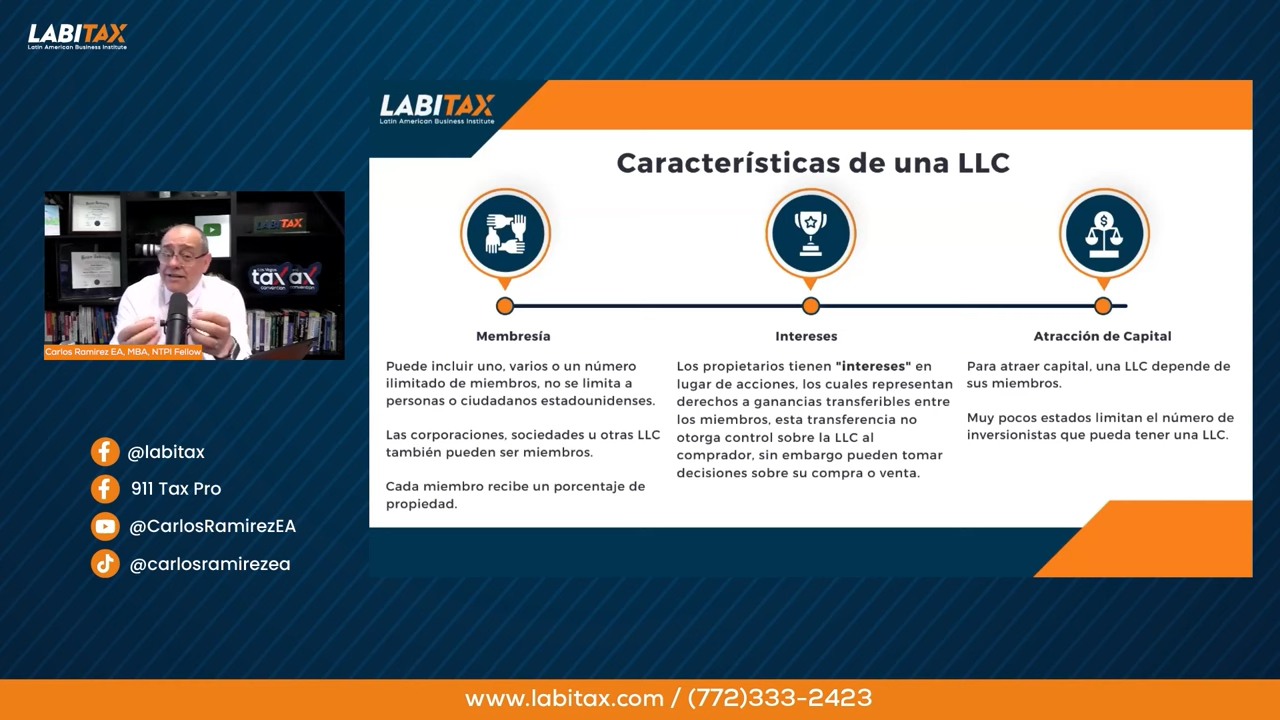 LABITAX
Latin American Business Institute
LABITAX
Latin American Business Institute
Características de una LLC
Membresía
Puede incluir uno, varios o un número
ilimitado de miembros, no se limita a
personas o ciudadanos estadounidenses.
Las corporaciones, sociedades u otras LLC
también pueden ser miembros.
Cada miembro recibe un porcentaje de
propiedad.
Intereses
Los propietarios tienen "intereses" en
lugar de acciones, los cuales representan
derechos a ganancias transferibles entre
los miembros, esta transferencia no
otorga control sobre la LLC al
comprador, sin embargo pueden tomar
decisiones sobre su compra o venta.
Atracción de Capital
Para atraer capital, una LLC depende de
sus miembros.
Muy pocos estados limitan el número de
inversionistas que pueda tener una LLC.
$
LABITAX
tax
convention
ax
Carlos Ramirez EA, MBA, NTPI Fellow
@labitax
911 Tax Pro
@CarlosRamirezEA
@carlosramirezea
www.labitax.com / (772)333-2423